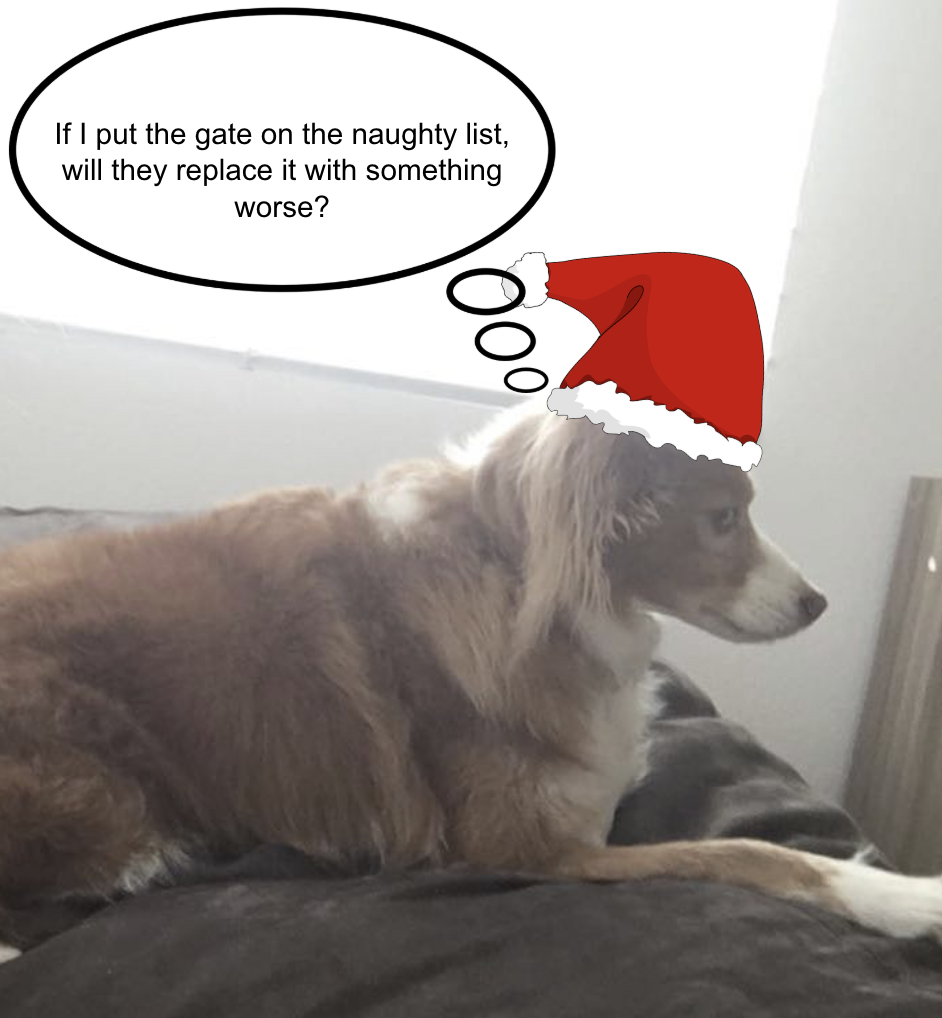 If I put the gate on the naughty list,
will they replace it with something
worse?